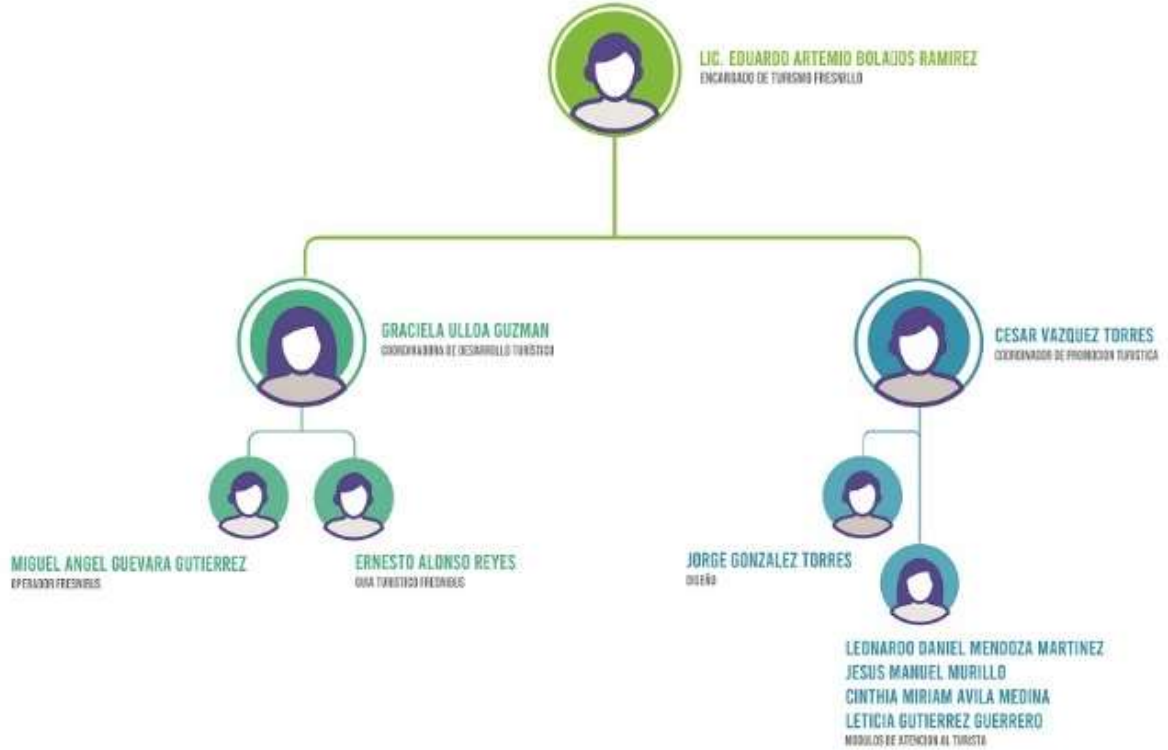 LIC. EDUARDO ARTEMIO BOLA□OS RAMIREZ
ENCARGADO DE TURISMO FRESNILLO
GRACIELA ULLOA GUZMAN
COORDINADORA DE DESARROLLO TURÍSTICO
CESAR VAZQUEZ TORRES
COORDINADOR DE PROMOCION TURISTICA
MIGUEL ANGEL GUEVARA GUTIERREZ
OPERADOR FRESNIBUS
ERNESTO ALONSO REYES
GUIA TURISTICO FRESNIBUS
JORGE GONZALEZ TORRES
DISEÑO
LEONARDO DANIEL MENDOZA MARTINEZ
JESUS MANUEL MURILLO
CINTHIA MIRIAM AVILA MEDINA
LETICIA GUTIERREZ GUERRERO
MODULOS DE ATENCION AL TURISTA